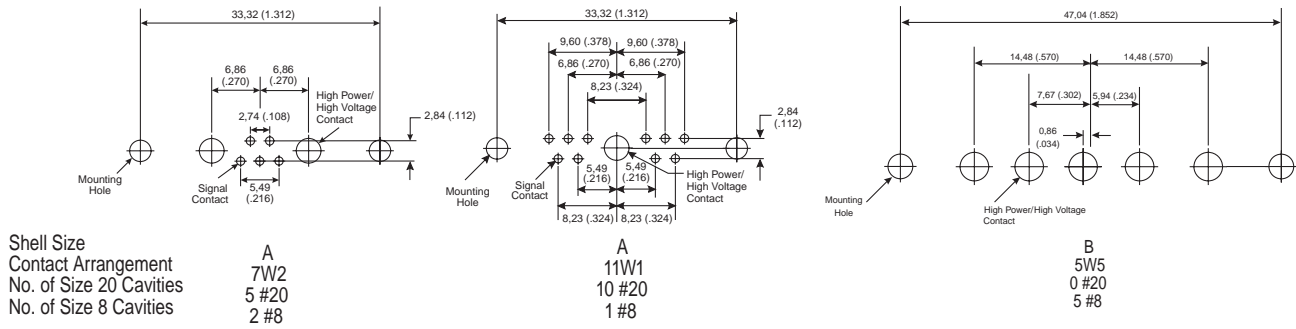 33,32 (1.312)
6,86
(.270)
6,86
(.270)
2,74 (.108)
High Power/
High Voltage
Contact
2,84 (.112)
Mounting
Hole
Signal
Contact
5,49
(.216)
33,32 (1.312)
9,60 (.378)
9,60 (.378)
6,86 (.270)
6,86 (.270)
8,23 (.324)
2,84
(.112)
Mounting
Hole
Signal
Contact
5,49
(.216)
5,49
(.216)
High Power/
High Voltage
Contact
8,23 (.324)
8,23 (.324)
47,04 (1.852)
14,48 (.570)
14,48 (.570)
7,67 (.302)
5,94 (.234)
0,86
(.034)
Mounting
Hole
High Power/High Voltage
Contact
Shell Size
Contact Arrangement
No. of Size 20 Cavities
No. of Size 8 Cavities
A
7W2
5 #20
2 #8
A
11W1
10 #20
1 #8
B
5W5
0 #20
5 #8